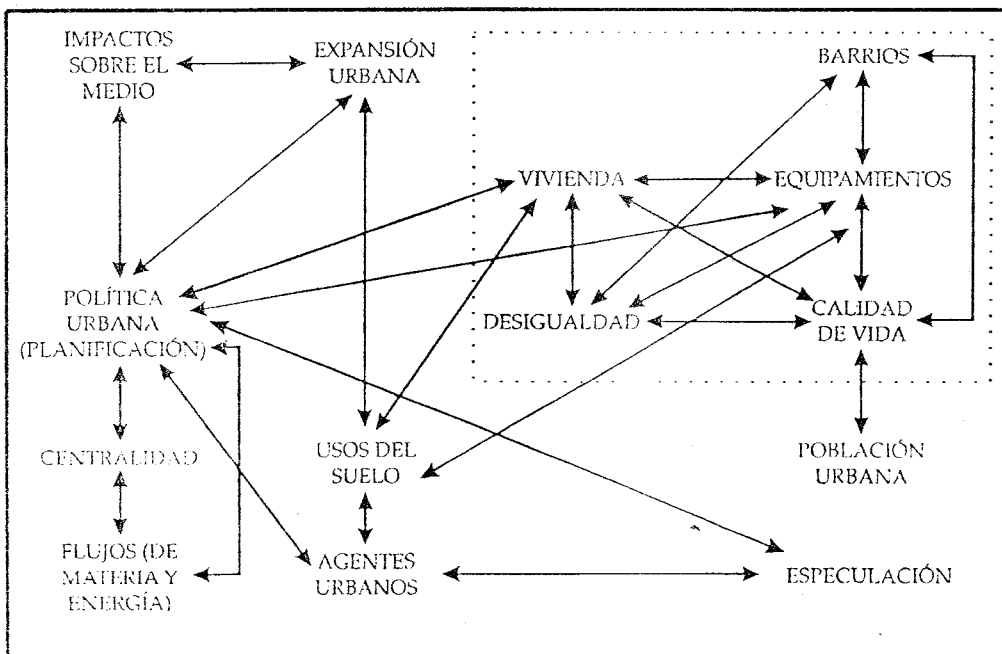 IMPACTOS
SOBRE EL
MEDIO
EXPANSIÓN
URBANA
BARRIOS
VIVIENDA
EQUIPAMIENTOS
POLÍTICA
URBANA
(PLANIFICACIÓN)
DESIGUALDAD
CALIDAD
DE VIDA
CENTRALIDAD
USOS DEL
SUELO
POBLACIÓN
URBANA
FLUJOS (DE
MATERIA Y
ENERGÍA)
AGENTES
URBANOS
ESPECULACIÓN